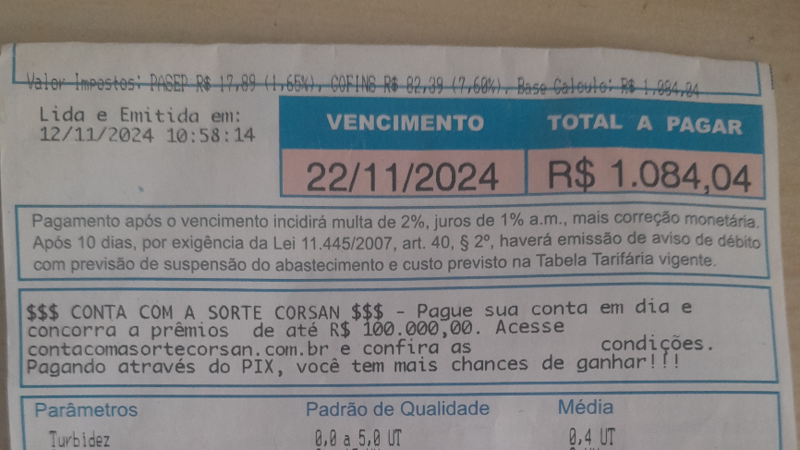 Valor Impostos: PASEP R$ 17,89 (1,65%), COFINS R$ 82,39 (7,60%), Base Calculo: R$ 1.084,04
Lida e Emitida em:
12/11/2024 10:58:14
VENCIMENTO
TOTAL A PAGAR
22/11/2024
R$ 1.084,04
Pagamento após o vencimento incidirá multa de 2%, juros de 1% a.m., mais correção monetária.
Após 10 dias, por exigência da Lei 11.445/2007, art. 40, § 2º, haverá emissão de aviso de débito
com previsão de suspensão do abastecimento e custo previsto na Tabela Tarifária vigente.
$$$ CONTA COM A SORTE CORSAN $$$ - Pague sua conta em dia e
concorra a prêmios de até R$ 100.000,00. Acesse
contacomasortecorsan.com.br e confira as condições.
Pagando através do PIX, você tem mais chances de ganhar!!!
Parâmetros Padrão de Qualidade Média
Turbidez 0,0 a 5,0 UT 0,4 UT